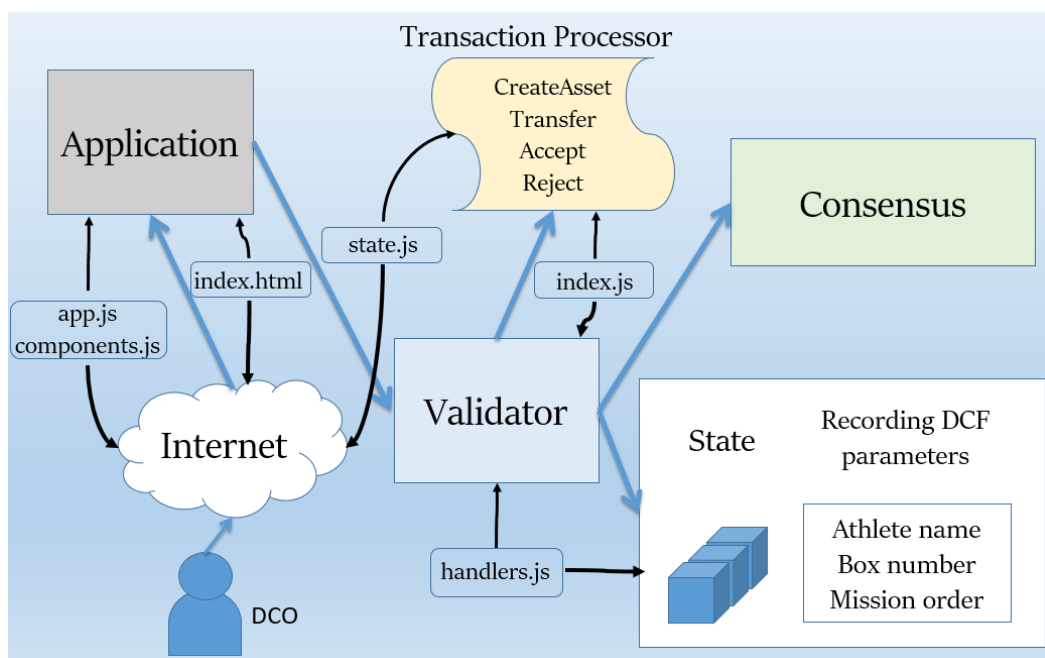 Transaction Processor
Application
CreateAsset
Transfer
Accept
Reject
Consensus
state.js
index.html
index.js
app.js
components.js
Internet
Validator
State
Recording DCF
parameters
Athlete name
Box number
Mission order
handlers.js
DCO